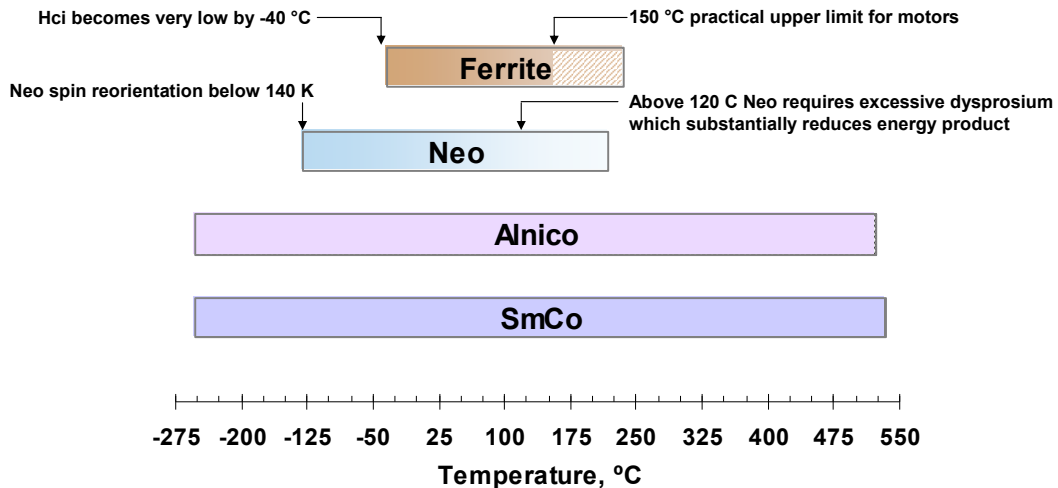 Hci becomes very low by -40 °C
150 °C practical upper limit for motors
Ferrite
Neo spin reorientation below 140 K
Above 120 C Neo requires excessive dysprosium
which substantially reduces energy product
Neo
Alnico
SmCo
-275 -200 -125 -50 25 100 175 250 325 400 475 550
Temperature, ºC